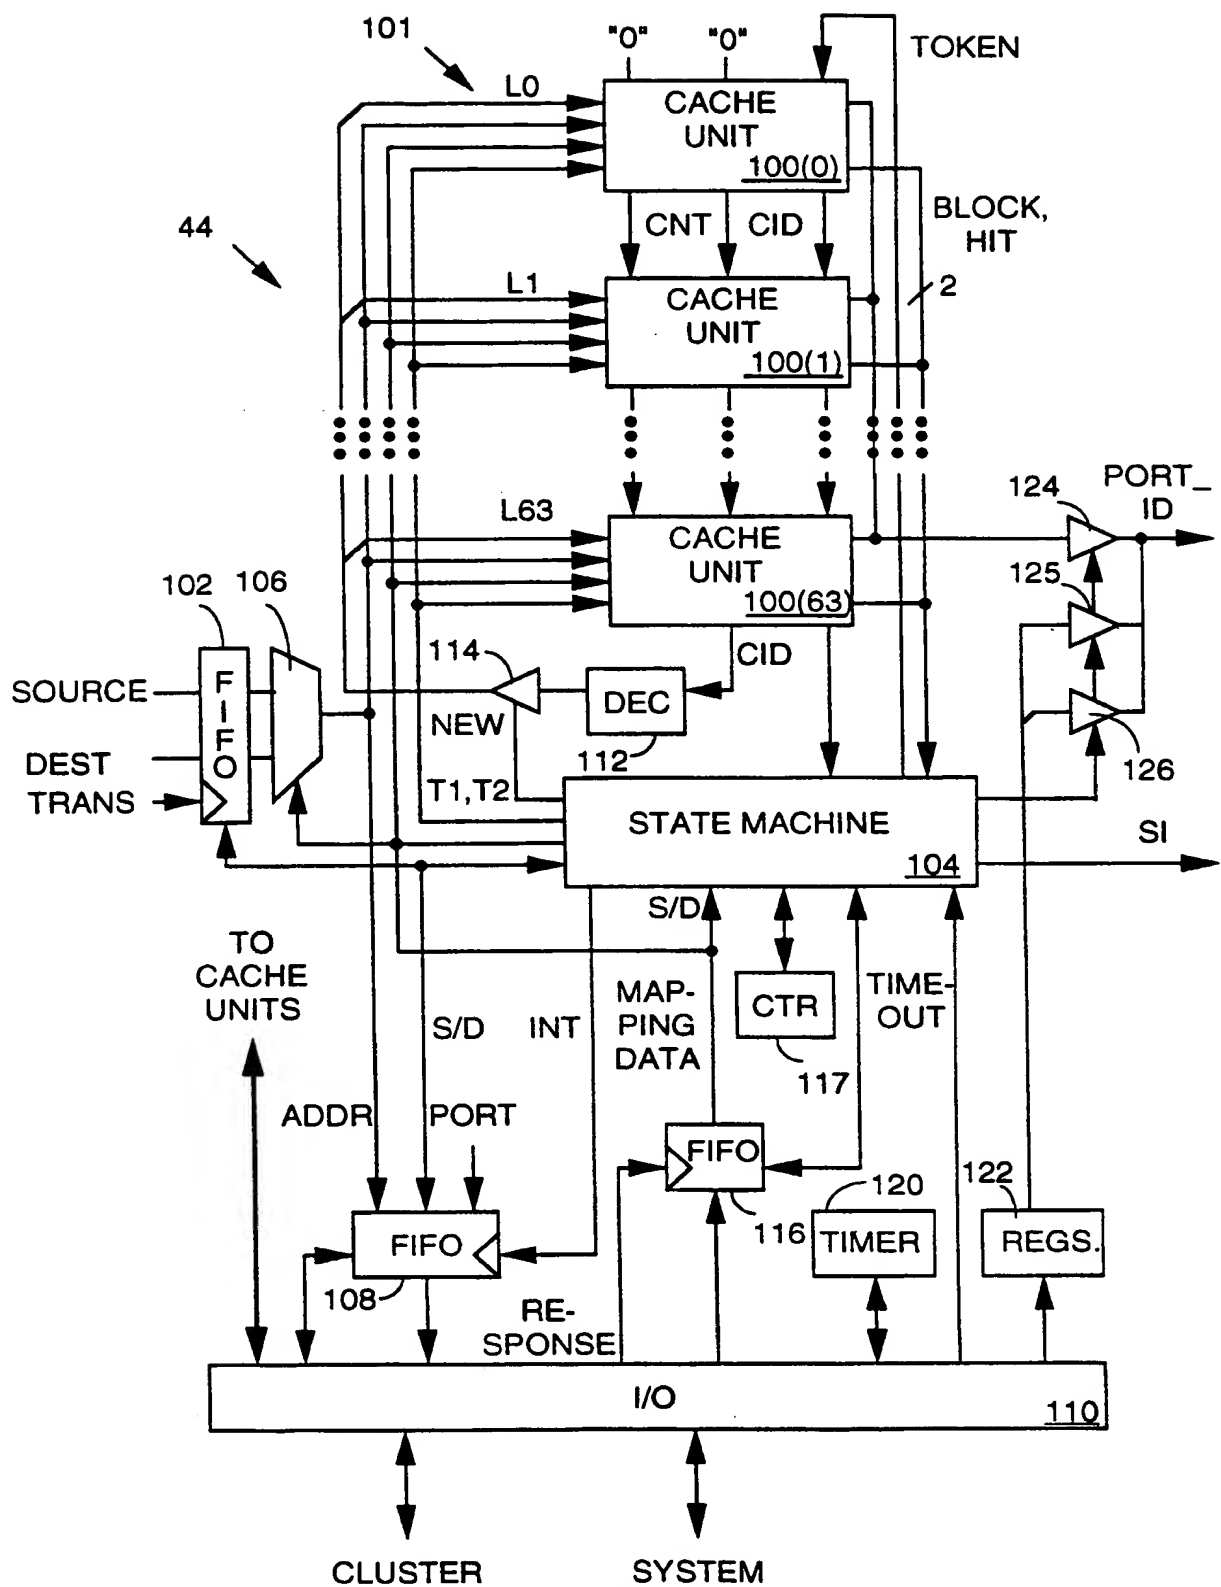 101
"0"
"0"
TOKEN
L0
CACHE
UNIT
100(0)
44
CNT
CID
BLOCK,
HIT
L1
CACHE
UNIT
100(1)
2
L63
CACHE
UNIT
100(63)
124
PORT_
ID
125
126
102
106
114
CID
SOURCE
FIFO
DEC
NEW
112
DEST
TRANS
T1, T2
STATE MACHINE
104
SI
S/D
TO
CACHE
UNITS
S/D
INT
MAP-
PING
DATA
CTR
117
TIME-
OUT
ADDR
PORT
FIFO
116
120
TIMER
122
REGS.
FIFO
108
RE-
SPONSE
I/O
110
CLUSTER
SYSTEM